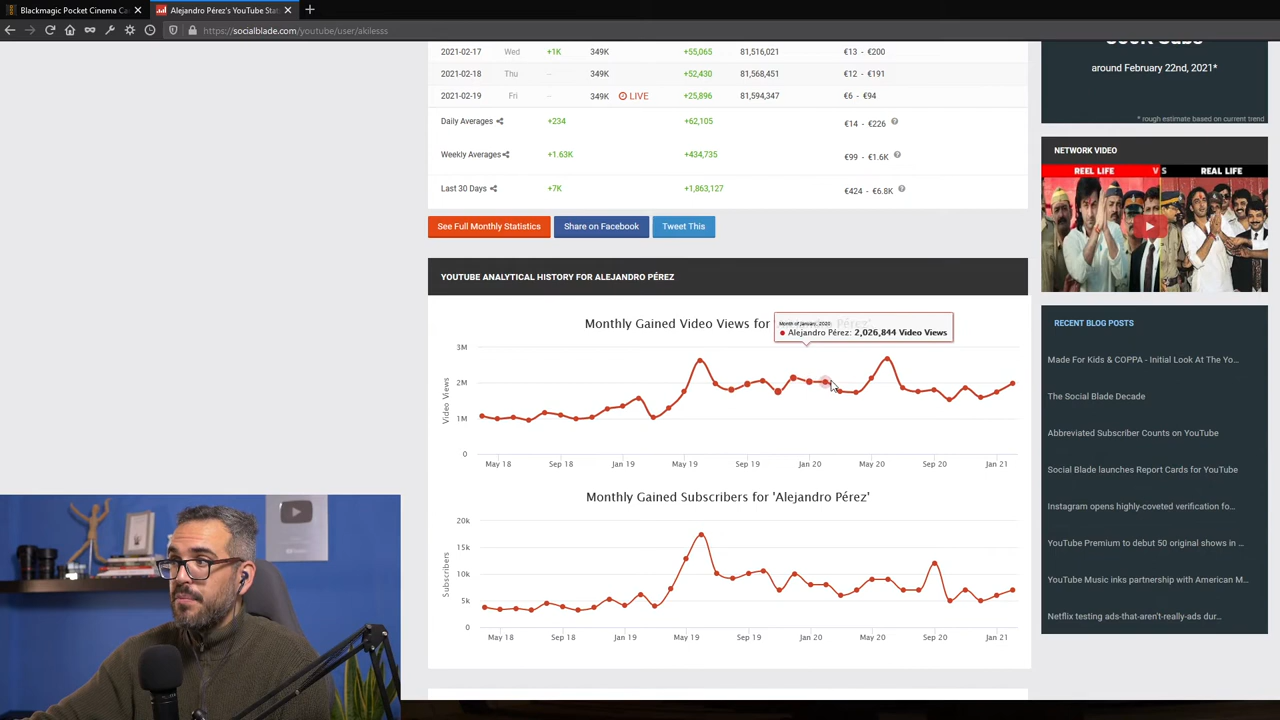 Blackmagic Pocket Cinema Ca
Alejandro Pérez's YouTube Stat
https://socialblade.com/youtube/user/akilesss
2021-02-17 Wed +1K 349K +55,065 81,516,021 €13 - €200
2021-02-18 Thu -- 349K +52,430 81,568,451 €12 - €191
2021-02-19 Fri -- 349K LIVE +25,896 81,594,347 €6 - €94
Daily Averages +234 +62,105 €14 - €226
Weekly Averages +1.63K +434,735 €99 - €1.6K
Last 30 Days +7K +1,863,127 €424 - €6.8K
See Full Monthly Statistics Share on Facebook Tweet This
YOUTUBE ANALYTICAL HISTORY FOR ALEJANDRO PÉREZ
Monthly Gained Video Views for
Month of January, 2020
Alejandro Pérez: 2,026,844 Video Views
Video Views
3M
2M
1M
0
May 18 Sep 18 Jan 19 May 19 Sep 19 Jan 20 May 20 Sep 20 Jan 21
Monthly Gained Subscribers for 'Alejandro Pérez'
Subscribers
20k
15k
10k
5k
0
May 18 Sep 18 Jan 19 May 19 Sep 19 Jan 20 May 20 Sep 20 Jan 21
around February 22nd, 2021*
* rough estimate based on current trend
NETWORK VIDEO
REEL LIFE VS REAL LIFE
RECENT BLOG POSTS
Made For Kids & COPPA - Initial Look At The Yo...
The Social Blade Decade
Abbreviated Subscriber Counts on YouTube
Social Blade launches Report Cards for YouTube
Instagram opens highly-coveted verification fo...
YouTube Premium to debut 50 original shows in ...
YouTube Music inks partnership with American M...
Netflix testing ads-that-aren't-really-ads dur...